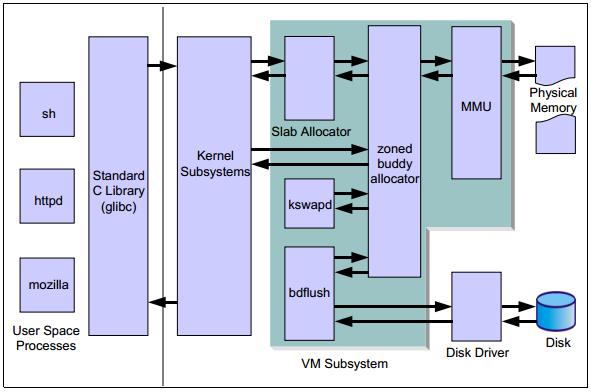 sh
httpd
mozilla
User Space
Processes
Standard
C Library
(glibc)
Kernel
Subsystems
Slab Allocator
kswapd
bdflush
zoned
buddy
allocator
MMU
Physical
Memory
VM Subsystem
Disk Driver
Disk